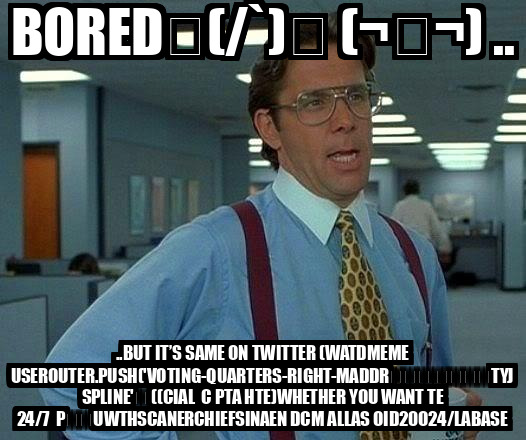 BORED (/`) (¬ ¬) ..
..BUT IT'S SAME ON TWITTER (WATDMEME
USEROUTER.PUSH('VOTING-QUARTERS-RIGHT-MADDR TYJ
SPLINE' ((CIAL C PTA HTE)WHETHER YOU WANT TE
24/7 P UWTHSCANERCHIEFSINAEN DCM ALLAS OID20024/LABASE